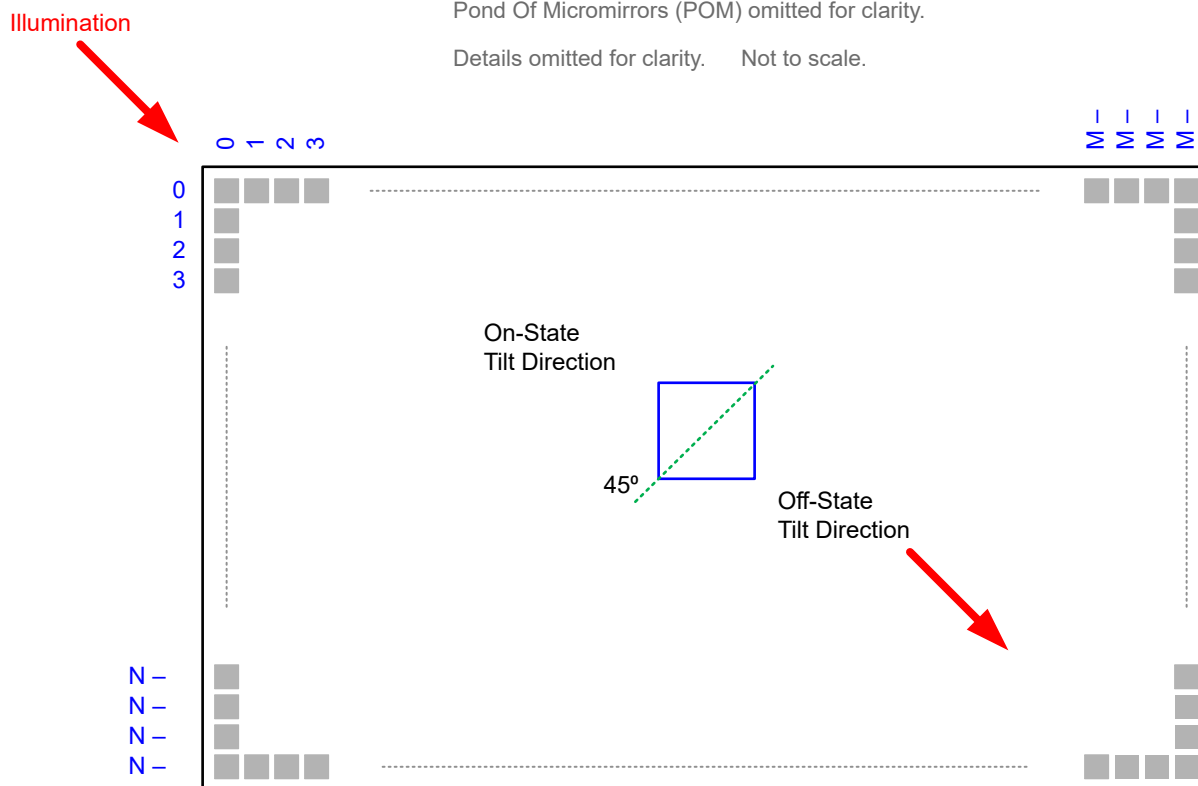 Pond Of Micromirrors (POM) omitted for clarity.
Illumination
Details omitted for clarity. Not to scale.
0 1 2 3
M – M – M – M –
0
1
2
3
On-State
Tilt Direction
45º
Off-State
Tilt Direction
N –
N –
N –
N –